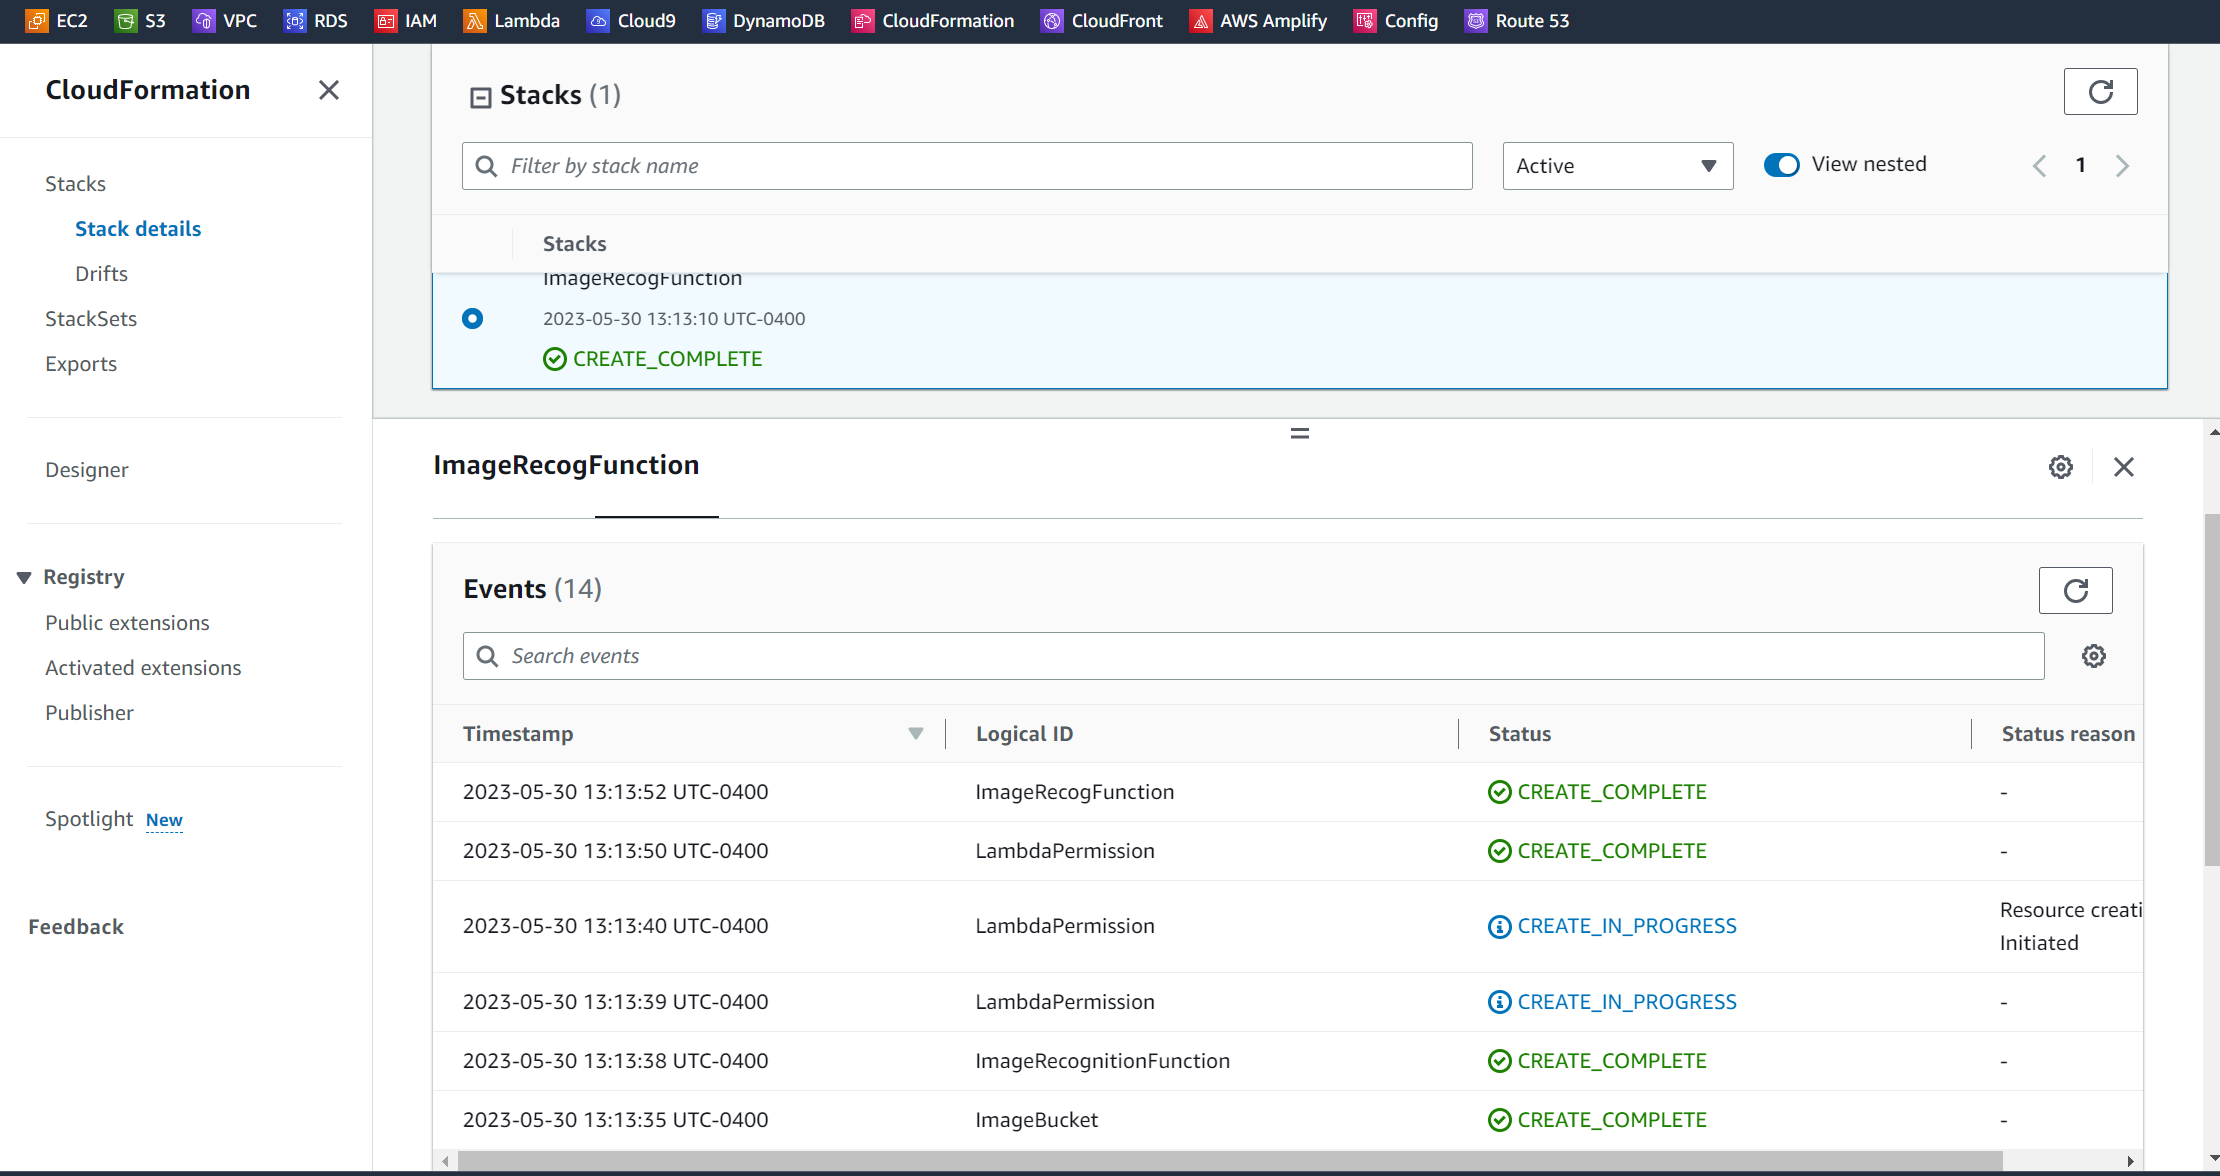 EC2 S3 VPC RDS IAM Lambda Cloud9 DynamoDB CloudFormation CloudFront AWS Amplify Config Route 53
CloudFormation
Stacks
Stack details
Drifts
StackSets
Exports
Designer
Registry
Public extensions
Activated extensions
Publisher
Spotlight New
Feedback
Stacks (1)
Filter by stack name
Active
View nested
1
Stacks
ImageRecogFunction
2023-05-30 13:13:10 UTC-0400
CREATE_COMPLETE
ImageRecogFunction
Events (14)
Search events
Timestamp Logical ID Status Status reason
2023-05-30 13:13:52 UTC-0400 ImageRecogFunction CREATE_COMPLETE -
2023-05-30 13:13:50 UTC-0400 LambdaPermission CREATE_COMPLETE -
2023-05-30 13:13:40 UTC-0400 LambdaPermission CREATE_IN_PROGRESS Resource creati
Initiated
2023-05-30 13:13:39 UTC-0400 LambdaPermission CREATE_IN_PROGRESS -
2023-05-30 13:13:38 UTC-0400 ImageRecognitionFunction CREATE_COMPLETE -
2023-05-30 13:13:35 UTC-0400 ImageBucket CREATE_COMPLETE -